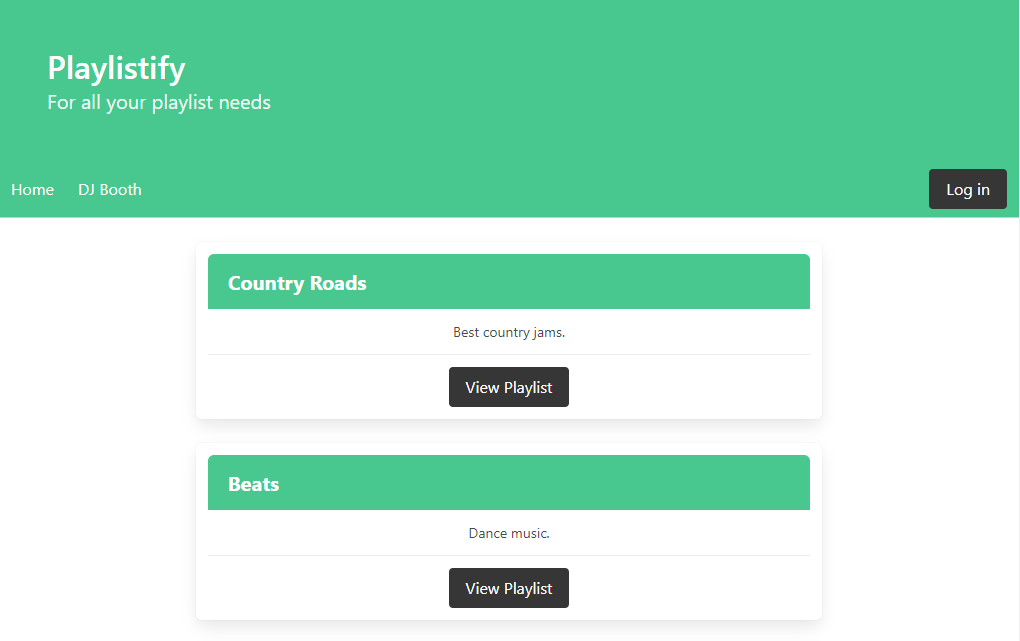 Playlistify
For all your playlist needs
Home DJ Booth Log in
Country Roads
Best country jams.
View Playlist
Beats
Dance music.
View Playlist